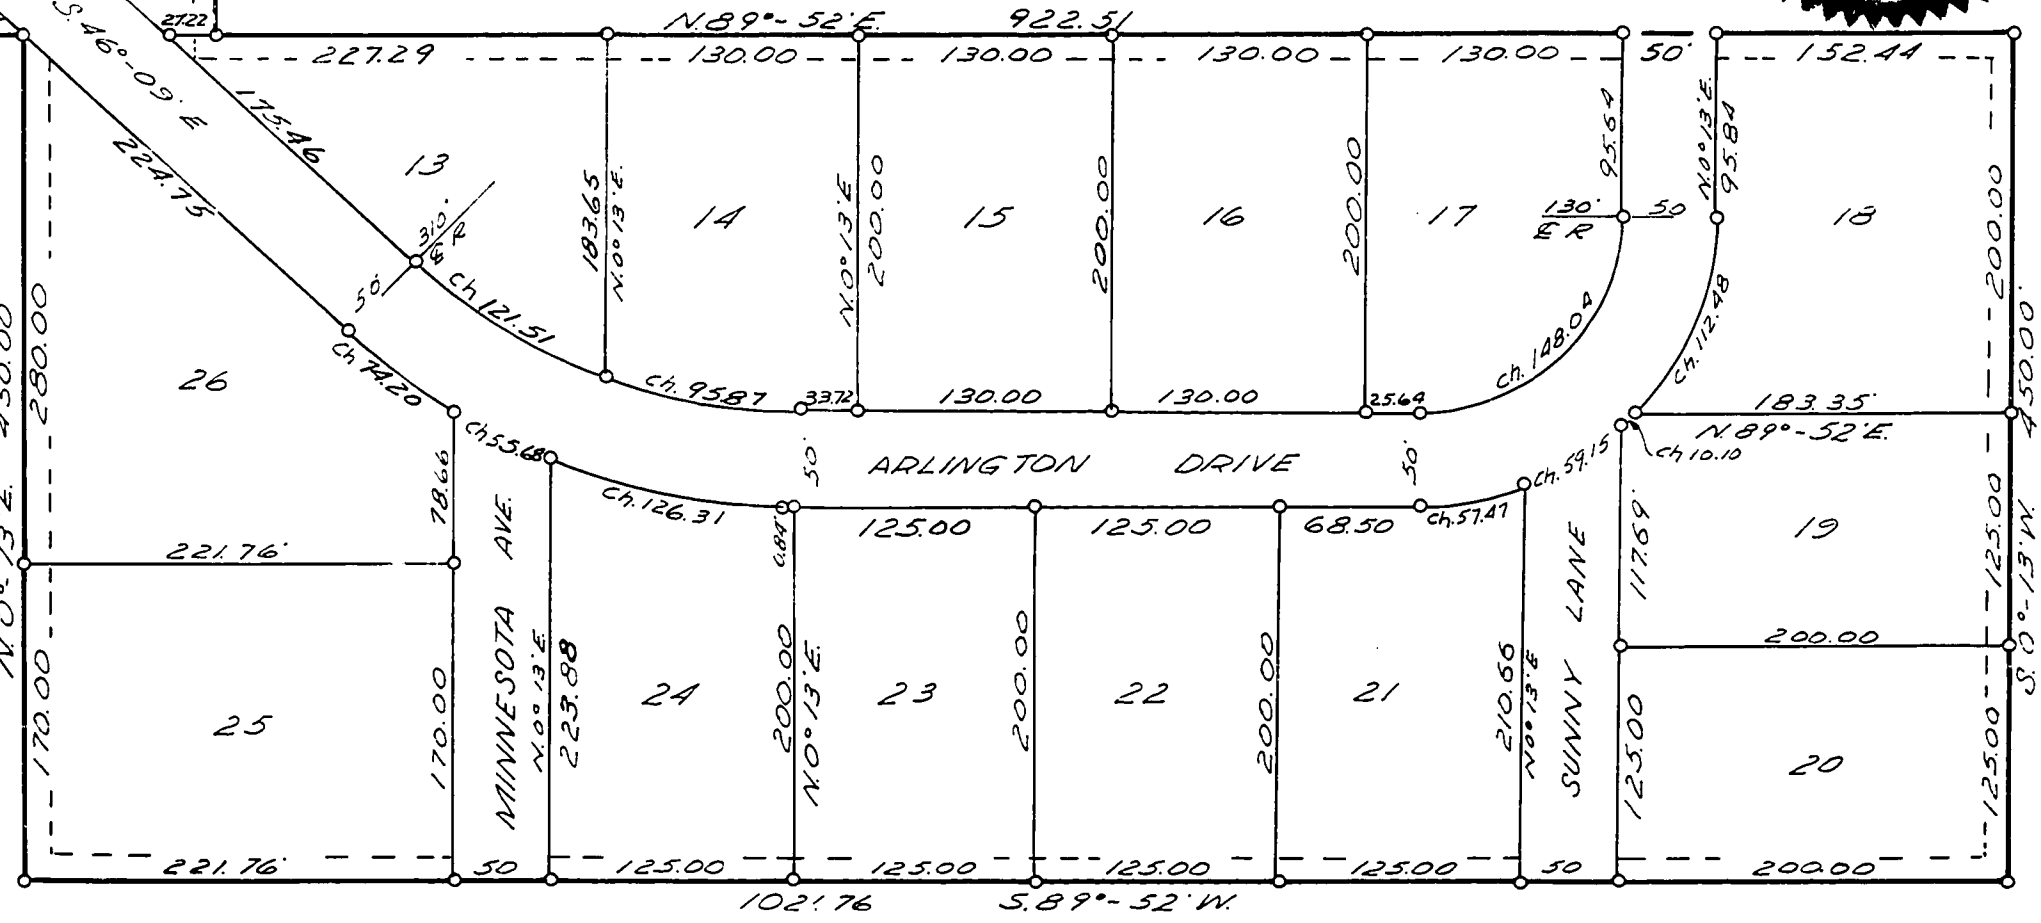 27.22
N.89°-52'E. 922.51
S.46°-09'E
227.29
130.00
130.00
130.00
130.00
50'
152.44
175.46
224.75
13
310'
℄ R
50'
183.65
N.0°13'E.
14
N.0°13'E
200.00
15
200.00
16
200.00
17
95.64
130'
℄ R
50
N.0°13'E.
95.84
18
200.00
N.0°-13'E. 450.00
280.00
26
Ch 74.20
Ch 121.51
Ch. 95.87
33.72
130.00
130.00
25.64
Ch. 148.04
Ch. 112.48
183.35'
N.89°-52'E.
Ch 10.10
450.00'
S.0°-13'W.
Ch 55.68
Ch. 126.31
50'
ARLINGTON DRIVE
50'
Ch. 57.47
Ch. 59.15
78.66
221.76'
0.84'
125.00
125.00
68.50
117.69'
19
125.00
200.00
170.00
25
170.00
MINNESOTA AVE.
N.0°13'E.
223.88
24
200.00
N.0°13'E.
23
200.00
22
200.00
21
210.66
N0°13'E
SUNNY LANE
125.00
20
125.00
221.76'
50
125.00
125.00
125.00
125.00
50
200.00
1021.76 S.89°-52'W.